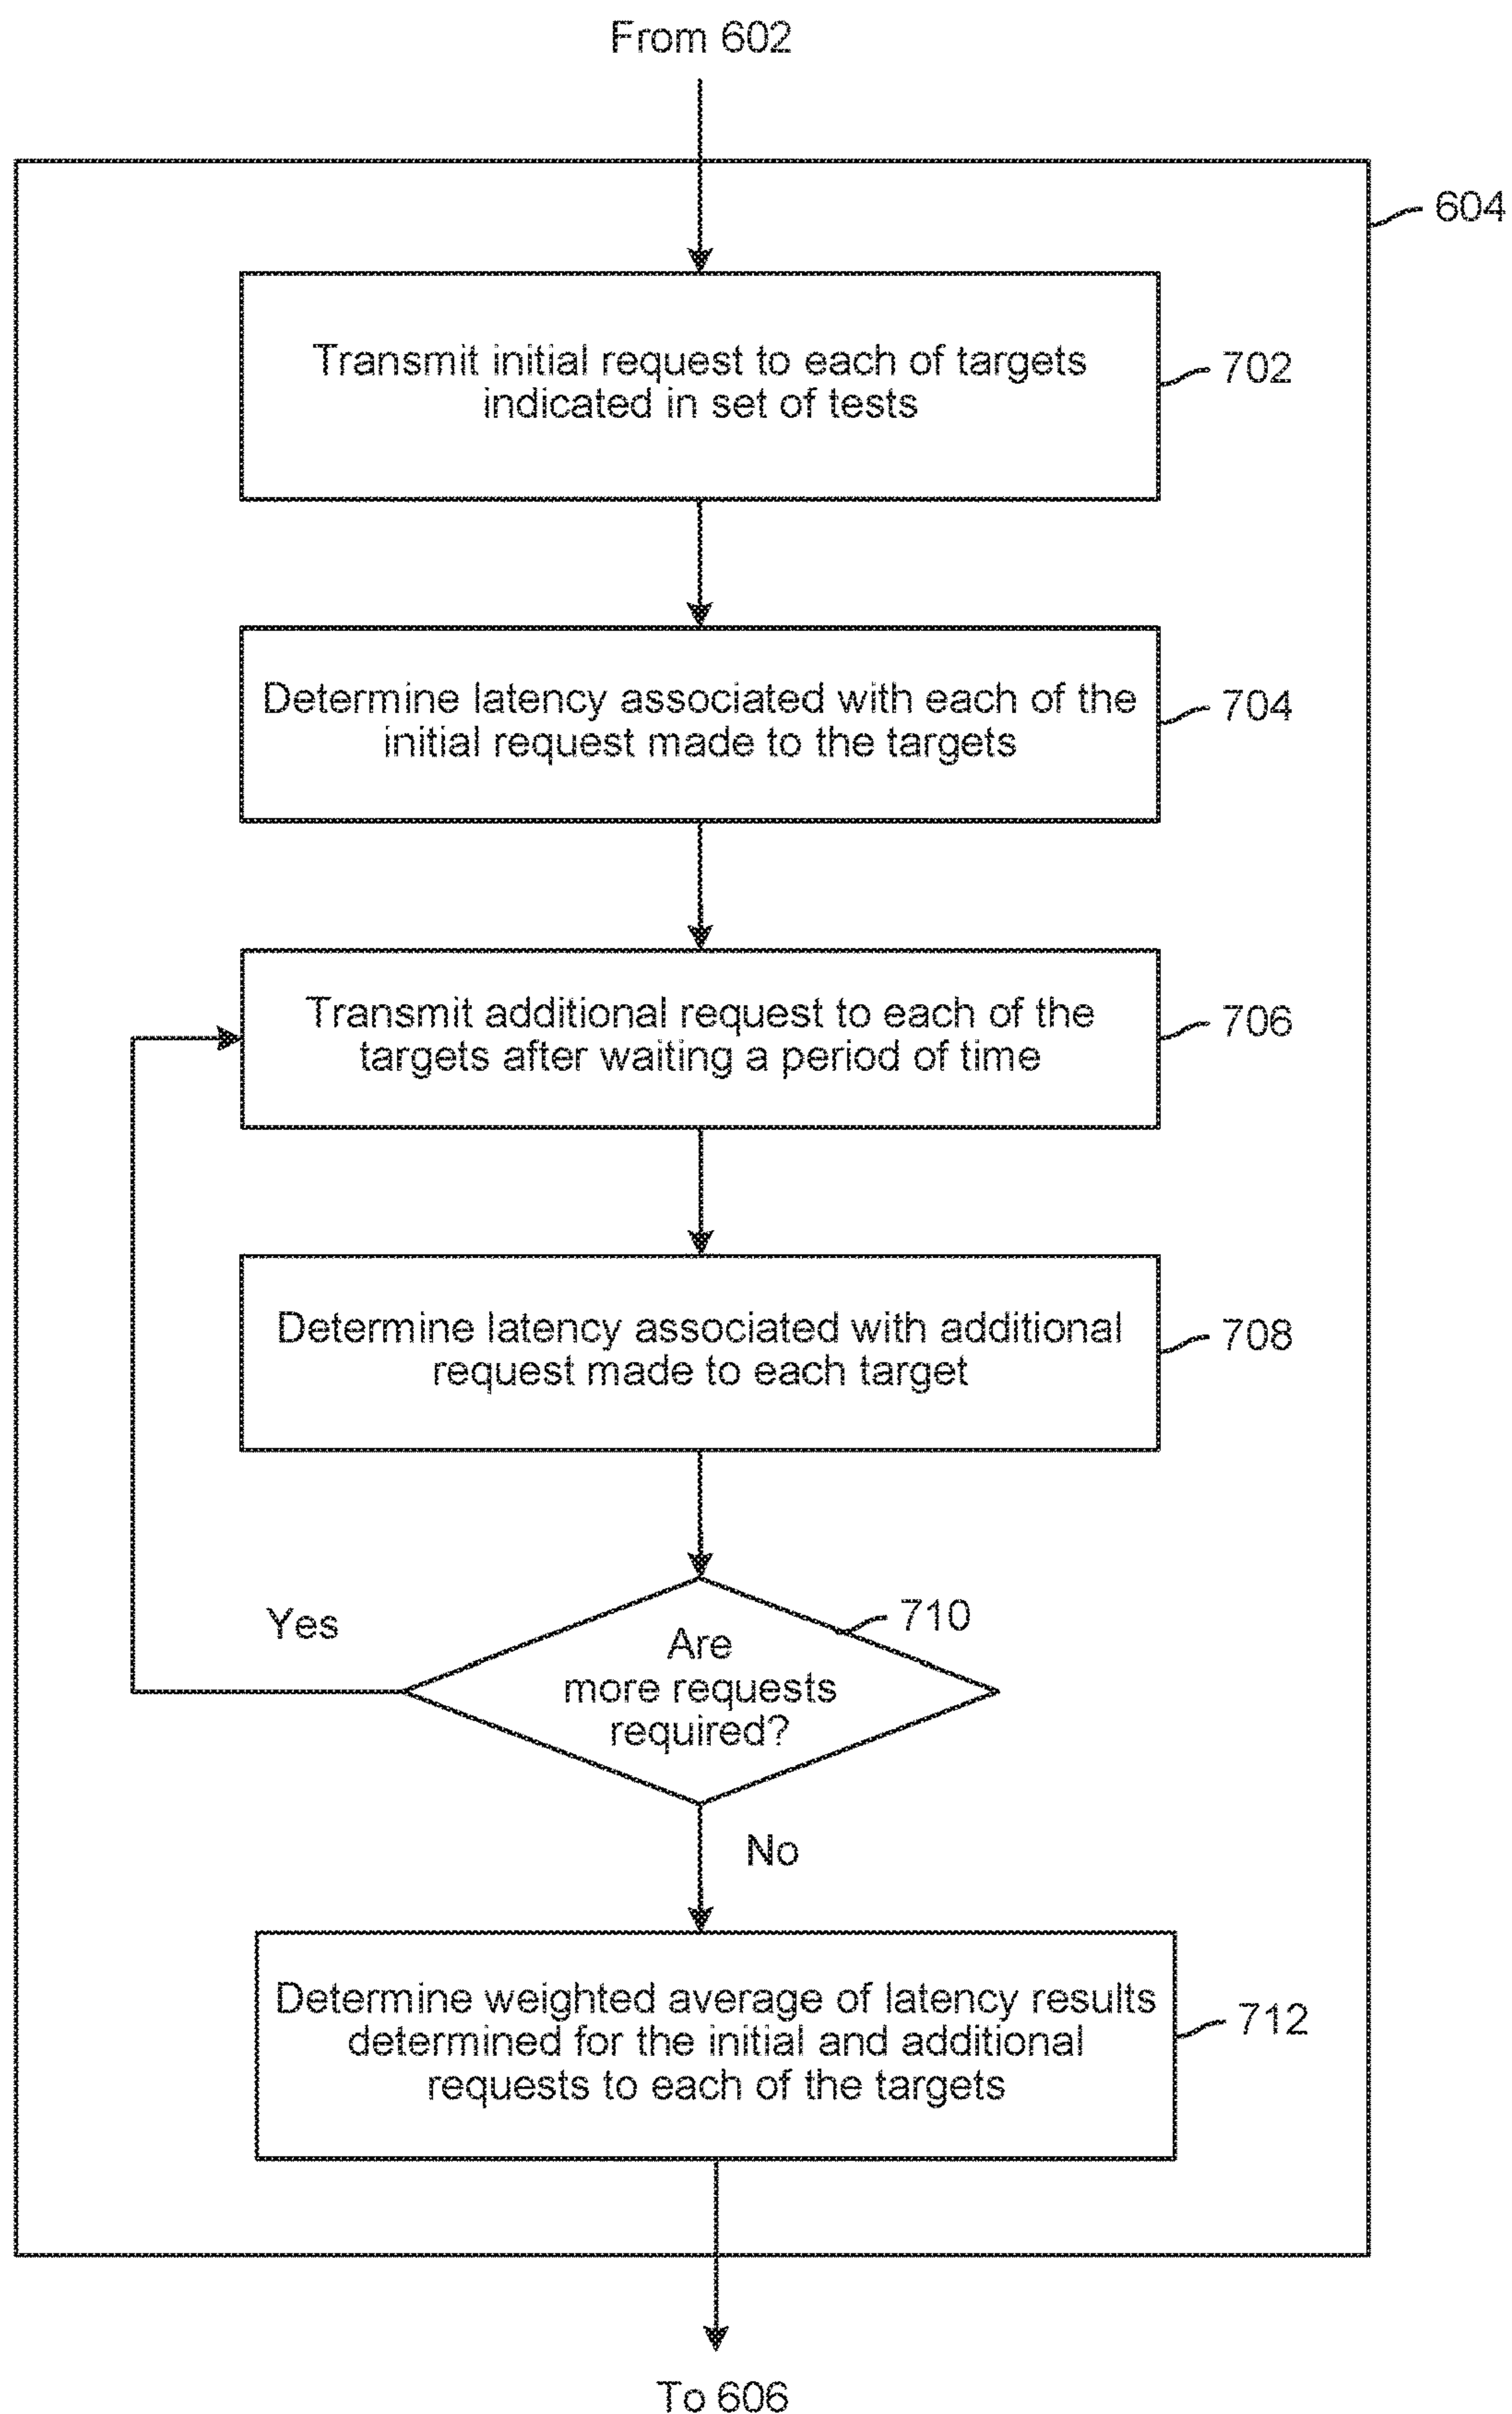 From 602
604
Transmit initial request to each of targets
indicated in set of tests
702
Determine latency associated with each of the
initial request made to the targets
704
Transmit additional request to each of the
targets after waiting a period of time
706
Determine latency associated with additional
request made to each target
708
Yes
710
Are
more requests
required?
No
Determine weighted average of latency results
determined for the initial and additional
requests to each of the targets
712
To 606